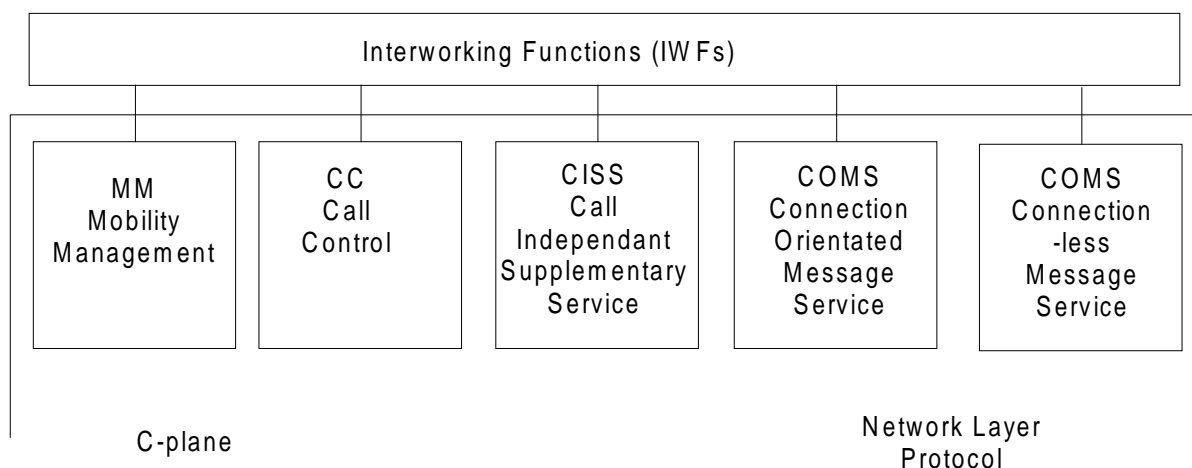 Interworking Functions (IWFs)
MM
Mobility
Management
CC
Call
Control
CISS
Call
Independant
Supplementary
Service
COMS
Connection
Orientated
Message
Service
COMS
Connection
-less
Message
Service
C-plane
Network Layer
Protocol